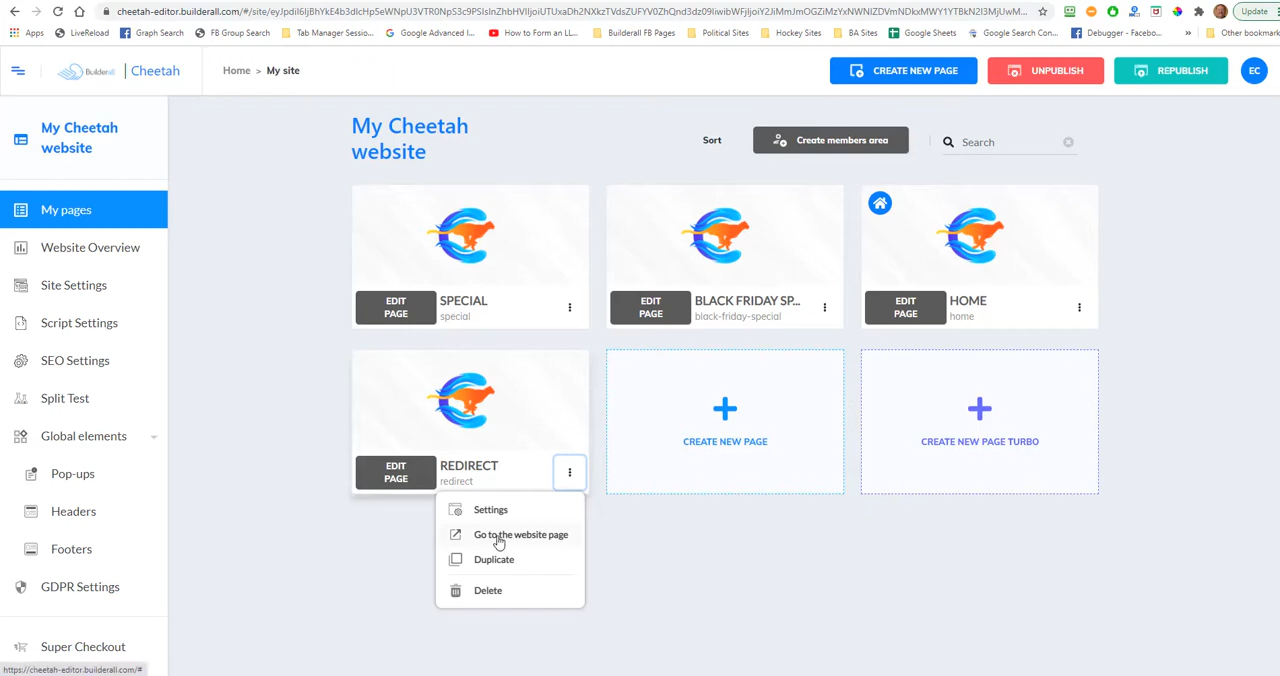 cheetah-editor.builderall.com/#/site/eyJpdiI6IjBhYkE4b3dlcHp5eWNpU3VTR0NpS3c9PSIsInZhbHVlIjoiUTUxaDh2NXkzTVdsZUFYV0ZhQnd3dz09IiwibWFjIjoiY2JiMmJmOGZiMzYxNWNlZDVmNDkxMWY1YTBkN2I3MjUwM...
Update
Apps
LiveReload
Graph Search
FB Group Search
Tab Manager Sessio...
Google Advanced I...
How to Form an LL...
Builderall FB Pages
Political Sites
Hockey Sites
BA Sites
Google Sheets
Google Search Con...
Debugger - Facebo...
»
Other bookmark
Builderall | Cheetah
Home > My site
CREATE NEW PAGE
UNPUBLISH
REPUBLISH
EC
My Cheetah
website
My pages
Website Overview
Site Settings
Script Settings
SEO Settings
Split Test
Global elements
Pop-ups
Headers
Footers
GDPR Settings
Super Checkout
My Cheetah
website
Sort
Create members area
Search
EDIT
PAGE
SPECIAL
special
EDIT
PAGE
BLACK FRIDAY SP...
black-friday-special
EDIT
PAGE
HOME
home
EDIT
PAGE
REDIRECT
redirect
CREATE NEW PAGE
CREATE NEW PAGE TURBO
Settings
Go to the website page
Duplicate
Delete
https://cheetah-editor.builderall.com/#